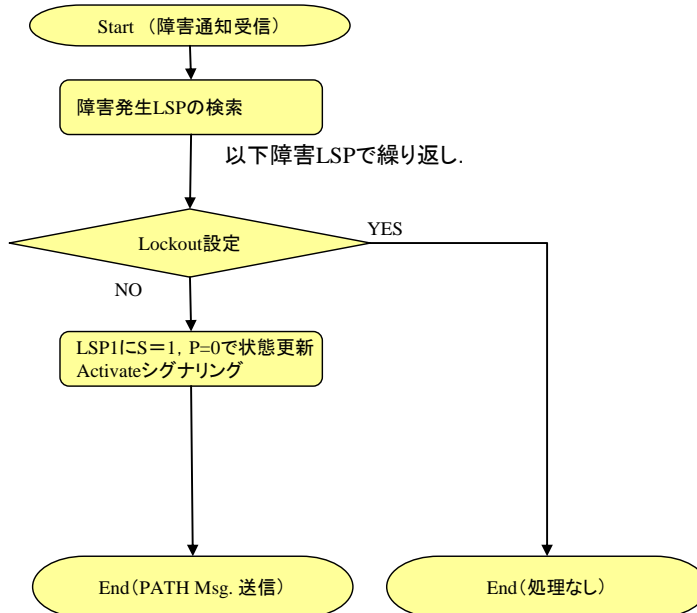 Start （障害通知受信）
障害発生LSPの検索
以下障害LSPで繰り返し.
Lockout設定
YES
NO
LSP1にS＝1，P=0で状態更新
Activateシグナリング
End（PATH Msg. 送信）
End（処理なし）